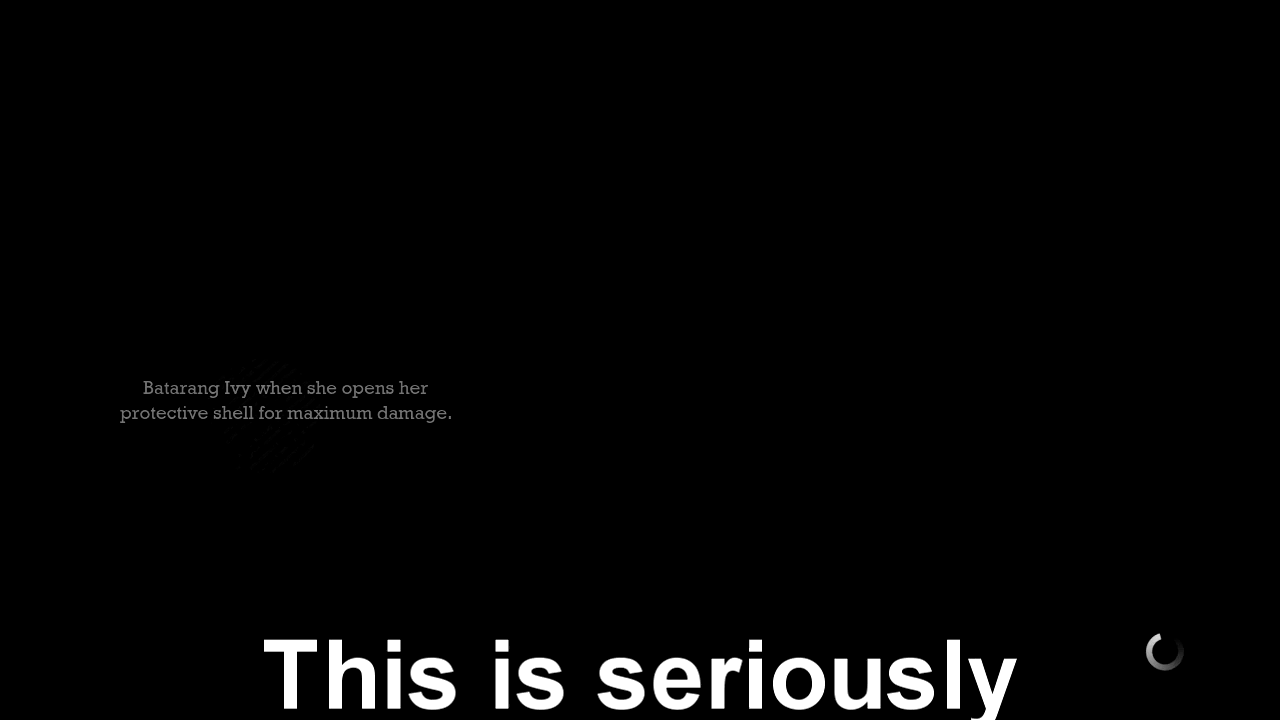 Batarang Ivy when she opens her
protective shell for maximum damage.
This is seriously